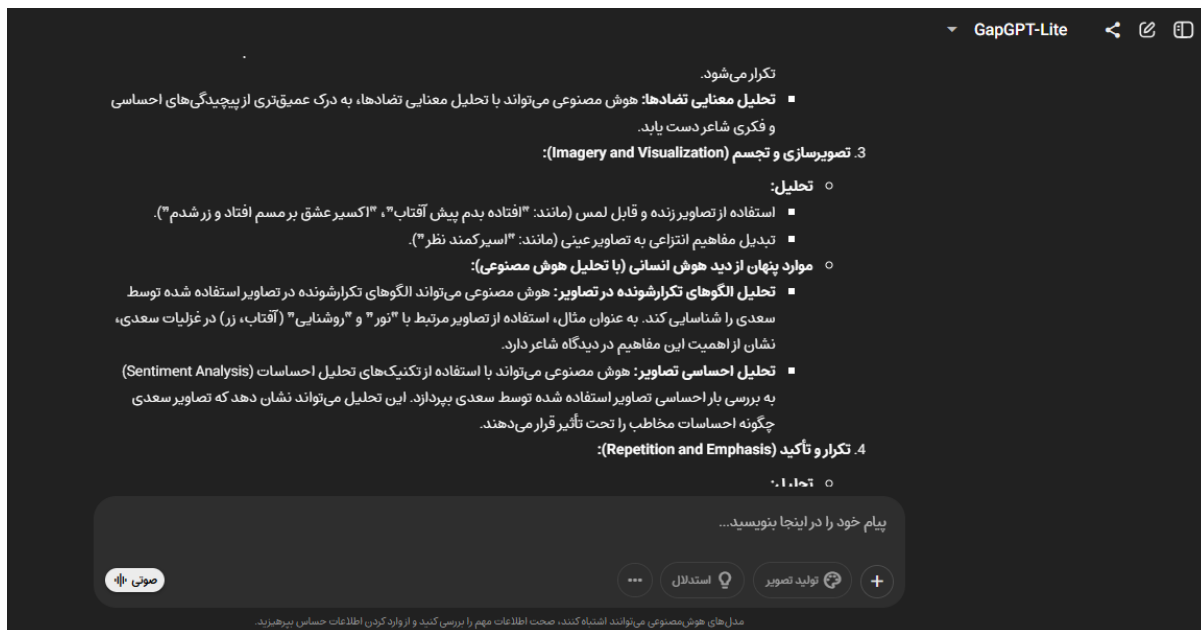 GapGPT-Lite
تکرار می‌شود.
▪ تحلیل معنایی تضادها: هوش مصنوعی می‌تواند با تحلیل معنایی تضادها، به درک عمیق‌تری از پیچیدگی‌های احساسی
و فکری شاعر دست یابد.
3. تصویرسازی و تجسم (Imagery and Visualization):
○ تحلیل:
▪ استفاده از تصاویر زنده و قابل لمس (مانند: "افتاده بدم پیش آفتاب"، "اکسیر عشق بر مسم افتاد و زر شدم").
▪ تبدیل مفاهیم انتزاعی به تصاویر عینی (مانند: "اسیر کمند نظر").
○ موارد پنهان از دید هوش انسانی (با تحلیل هوش مصنوعی):
▪ تحلیل الگوهای تکرارشونده در تصاویر: هوش مصنوعی می‌تواند الگوهای تکرارشونده در تصاویر استفاده شده توسط
سعدی را شناسایی کند. به عنوان مثال، استفاده از تصاویر مرتبط با "نور" و "روشنایی" (آفتاب، زر) در غزلیات سعدی،
نشان از اهمیت این مفاهیم در دیدگاه شاعر دارد.
▪ تحلیل احساسی تصاویر: هوش مصنوعی می‌تواند با استفاده از تکنیک‌های تحلیل احساسات (Sentiment Analysis)
به بررسی بار احساسی تصاویر استفاده شده توسط سعدی بپردازد. این تحلیل می‌تواند نشان دهد که تصاویر سعدی
چگونه احساسات مخاطب را تحت تأثیر قرار می‌دهند.
4. تکرار و تأکید (Repetition and Emphasis):
○ تحلیل:
پیام خود را در اینجا بنویسید...
تولید تصویر
استدلال
صوتی
مدل‌های هوش‌مصنوعی می‌توانند اشتباه کنند، صحت اطلاعات مهم را بررسی کنید و از وارد کردن اطلاعات حساس بپرهیزید.